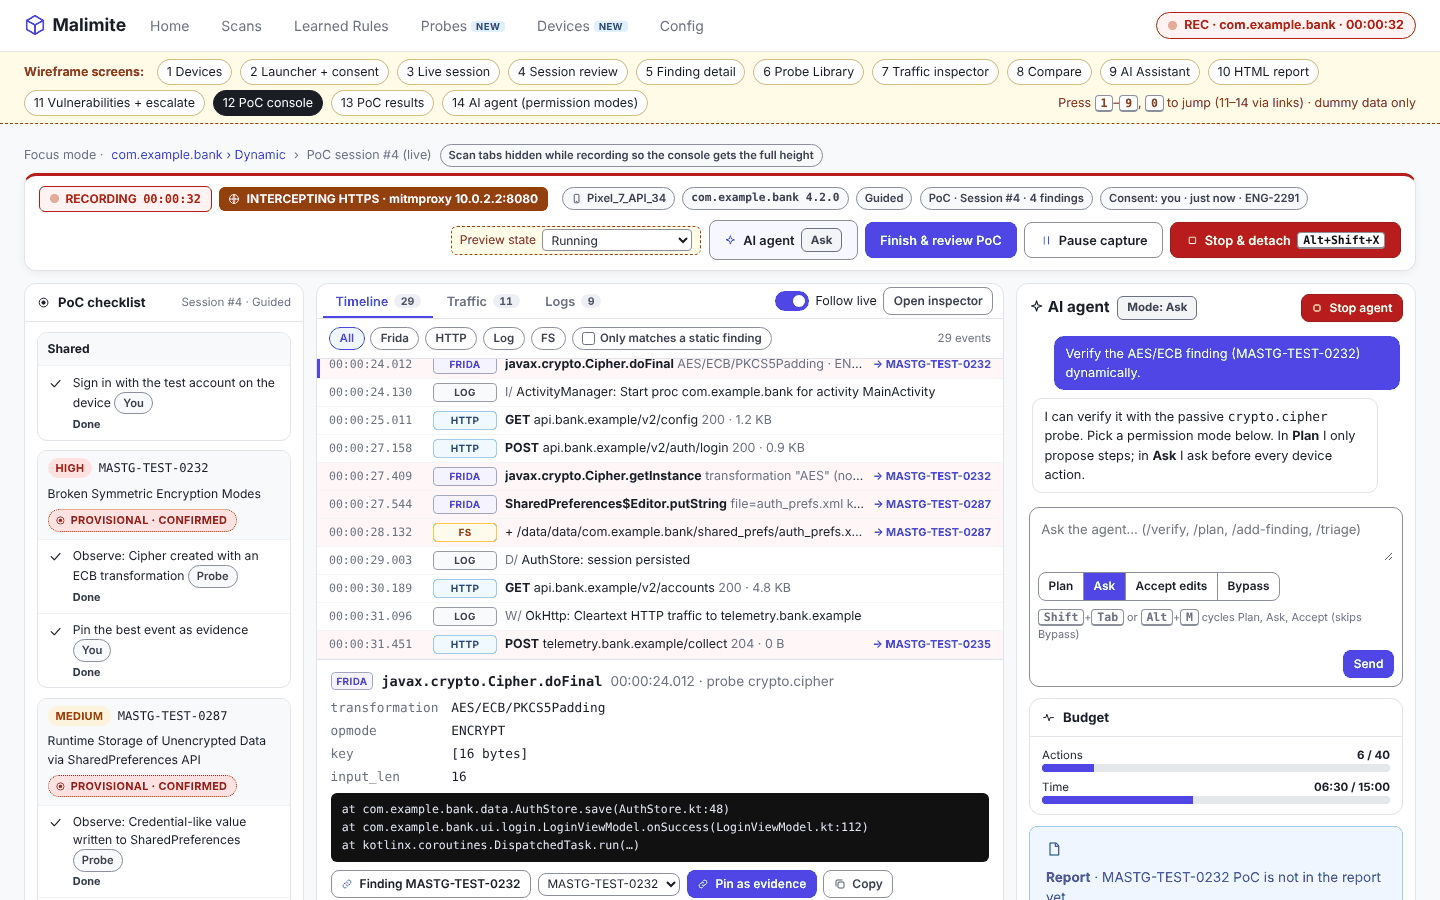 Malimite
Home
Scans
Learned Rules
Probes NEW
Devices NEW
Config
REC · com.example.bank · 00:00:32
Wireframe screens:
1 Devices
2 Launcher + consent
3 Live session
4 Session review
5 Finding detail
6 Probe Library
7 Traffic inspector
8 Compare
9 AI Assistant
10 HTML report
11 Vulnerabilities + escalate
12 PoC console
13 PoC results
14 AI agent (permission modes)
Press 1–9, 0 to jump (11–14 via links) · dummy data only
Focus mode · com.example.bank › Dynamic › PoC session #4 (live)
Scan tabs hidden while recording so the console gets the full height
RECORDING 00:00:32
INTERCEPTING HTTPS · mitmproxy 10.0.2.2:8080
Pixel_7_API_34
com.example.bank 4.2.0
Guided
PoC · Session #4 · 4 findings
Consent: you · just now · ENG-2291
Preview state Running
AI agent Ask
Finish & review PoC
Pause capture
Stop & detach Alt+Shift+X
PoC checklist
Session #4 · Guided
Shared
Sign in with the test account on the
device You
Done
HIGH MASTG-TEST-0232
Broken Symmetric Encryption Modes
PROVISIONAL · CONFIRMED
Observe: Cipher created with an
ECB transformation Probe
Done
Pin the best event as evidence
You
Done
MEDIUM MASTG-TEST-0287
Runtime Storage of Unencrypted Data
via SharedPreferences API
PROVISIONAL · CONFIRMED
Observe: Credential-like value
written to SharedPreferences
Probe
Done
Timeline 29
Traffic 11
Logs 9
Follow live
Open inspector
All
Frida
HTTP
Log
FS
Only matches a static finding
29 events
00:00:24.012 FRIDA javax.crypto.Cipher.doFinal AES/ECB/PKCS5Padding · EN... → MASTG-TEST-0232
00:00:24.130 LOG I/ ActivityManager: Start proc com.example.bank for activity MainActivity
00:00:25.011 HTTP GET api.bank.example/v2/config 200 · 1.2 KB
00:00:27.158 HTTP POST api.bank.example/v2/auth/login 200 · 0.9 KB
00:00:27.409 FRIDA javax.crypto.Cipher.getInstance transformation "AES" (no... → MASTG-TEST-0232
00:00:27.544 FRIDA SharedPreferences$Editor.putString file=auth_prefs.xml k... → MASTG-TEST-0287
00:00:28.132 FS + /data/data/com.example.bank/shared_prefs/auth_prefs.x... → MASTG-TEST-0287
00:00:29.003 LOG D/ AuthStore: session persisted
00:00:30.189 HTTP GET api.bank.example/v2/accounts 200 · 4.8 KB
00:00:31.096 LOG W/ OkHttp: Cleartext HTTP traffic to telemetry.bank.example
00:00:31.451 HTTP POST telemetry.bank.example/collect 204 · 0 B → MASTG-TEST-0235
FRIDA javax.crypto.Cipher.doFinal 00:00:24.012 · probe crypto.cipher
transformation AES/ECB/PKCS5Padding
opmode ENCRYPT
key [16 bytes]
input_len 16
at com.example.bank.data.AuthStore.save(AuthStore.kt:48)
at com.example.bank.ui.login.LoginViewModel.onSuccess(LoginViewModel.kt:112)
at kotlinx.coroutines.DispatchedTask.run(…)
Finding MASTG-TEST-0232
MASTG-TEST-0232
Pin as evidence
Copy
AI agent
Mode: Ask
Stop agent
Verify the AES/ECB finding (MASTG-TEST-0232)
dynamically.
I can verify it with the passive crypto.cipher
probe. Pick a permission mode below. In Plan I only
propose steps; in Ask I ask before every device
action.
Ask the agent... (/verify, /plan, /add-finding, /triage)
Plan
Ask
Accept edits
Bypass
Shift+Tab or Alt+M cycles Plan, Ask, Accept (skips
Bypass)
Send
Budget
Actions 6 / 40
Time 06:30 / 15:00
Report · MASTG-TEST-0232 PoC is not in the report
yet